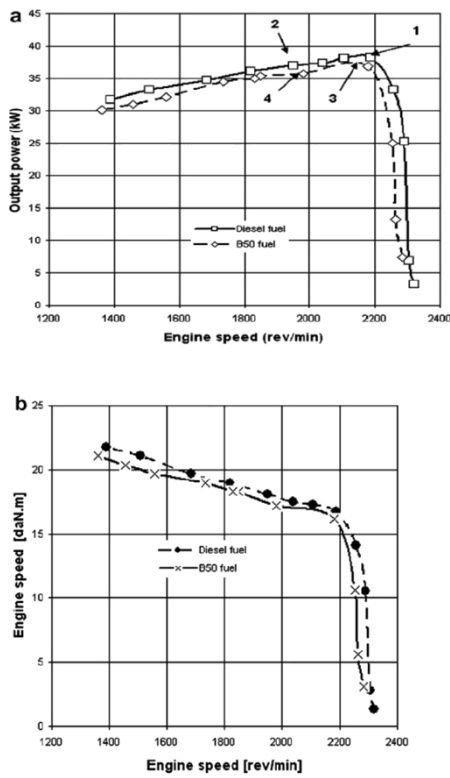 a
45
40
35
30
25
20
15
10
5
0
Output power (kW)
2
1
4
3
Diesel fuel
B50 fuel
1200 1400 1600 1800 2000 2200 2400
Engine speed (rev/min)
b
25
20
15
10
5
0
Engine speed [daN.m]
Diesel fuel
B50 fuel
1200 1400 1600 1800 2000 2200 2400
Engine speed [rev/min]